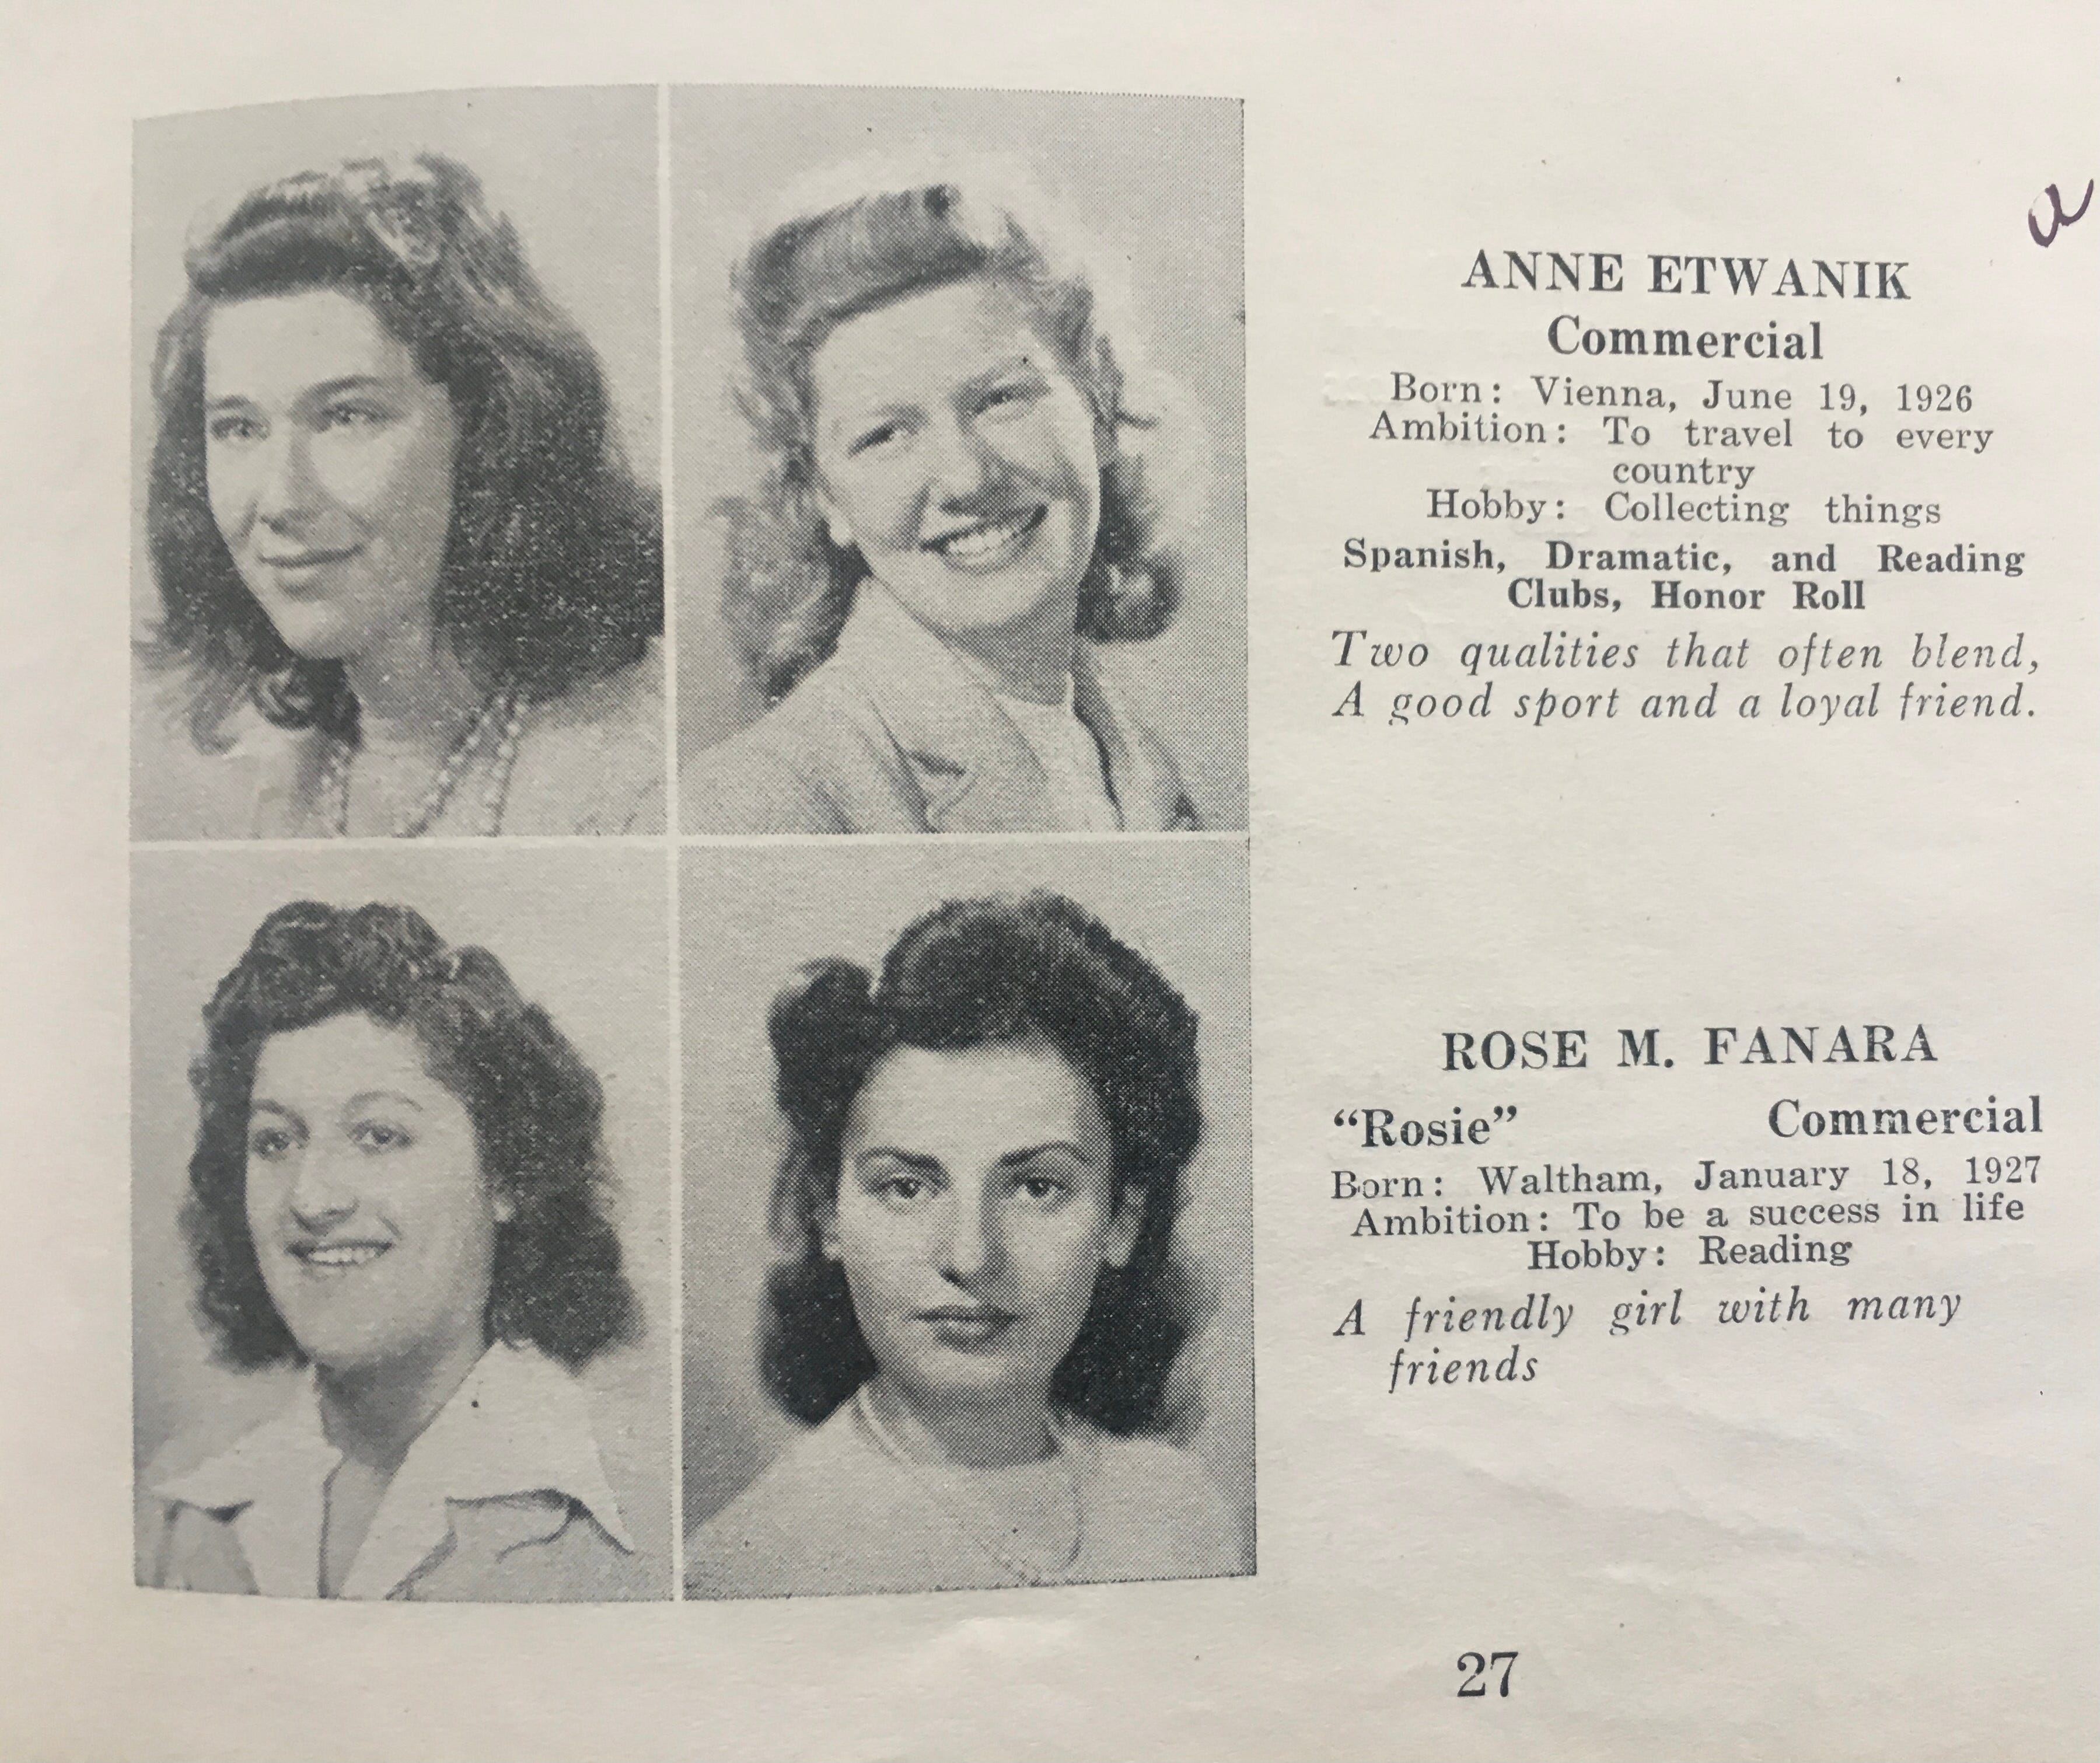 a
ANNE ETWANIK
Commercial
Born: Vienna, June 19, 1926
Ambition: To travel to every
country
Hobby: Collecting things
Spanish, Dramatic, and Reading
Clubs, Honor Roll
Two qualities that often blend,
A good sport and a loyal friend.
ROSE M. FANARA
“Rosie” Commercial
Born: Waltham, January 18, 1927
Ambition: To be a success in life
Hobby: Reading
A friendly girl with many
friends
27